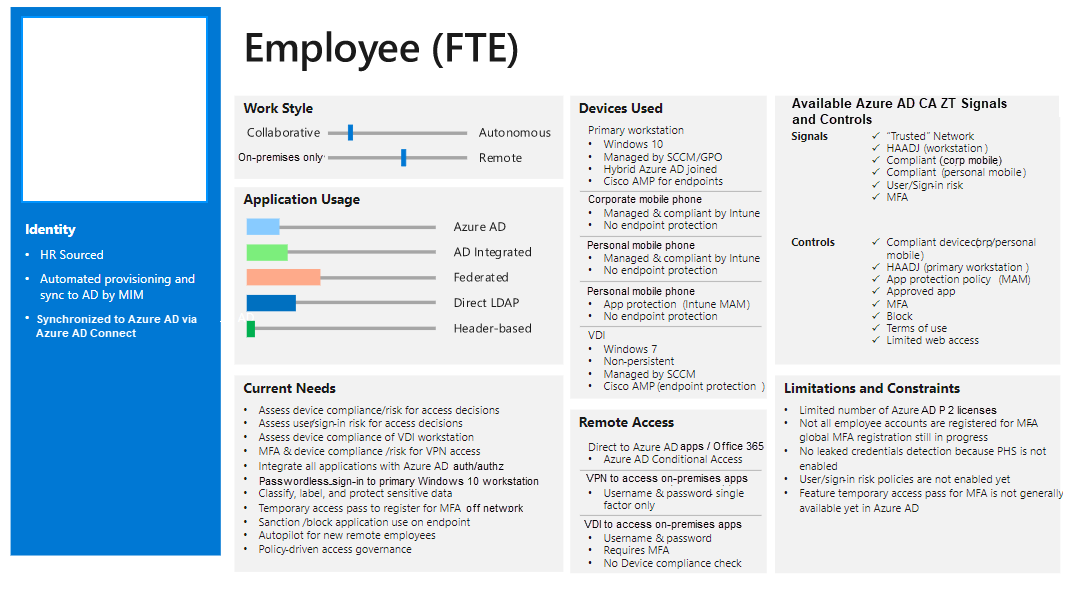 Employee (FTE)
Identity
• HR Sourced
• Automated provisioning and
sync to AD by MIM
• Synchronized to Azure AD via
Azure AD Connect
Work Style
Collaborative Autonomous
On-premises only Remote
Application Usage
Azure AD
AD Integrated
Federated
Direct LDAP
Header-based
Current Needs
• Assess device compliance/risk for access decisions
• Assess user/sign-in risk for access decisions
• Assess device compliance of VDI workstation
• MFA & device compliance /risk for VPN access
• Integrate all applications with Azure AD auth/authz
• Passwordless sign-in to primary Windows 10 workstation
• Classify, label, and protect sensitive data
• Temporary access pass to register for MFA off network
• Sanction /block application use on endpoint
• Autopilot for new remote employees
• Policy-driven access governance
Devices Used
Primary workstation
• Windows 10
• Managed by SCCM/GPO
• Hybrid Azure AD joined
• Cisco AMP for endpoints
Corporate mobile phone
• Managed & compliant by Intune
• No endpoint protection
Personal mobile phone
• Managed & compliant by Intune
• No endpoint protection
Personal mobile phone
• App protection (Intune MAM)
• No endpoint protection
VDI
• Windows 7
• Non-persistent
• Managed by SCCM
• Cisco AMP (endpoint protection )
Remote Access
Direct to Azure AD apps / Office 365
• Azure AD Conditional Access
VPN to access on-premises apps
• Username & password- single
factor only
VDI to access on-premises apps
• Username & password
• Requires MFA
• No Device compliance check
Available Azure AD CA ZT Signals
and Controls
Signals ✓ “Trusted” Network
✓ HAADJ (workstation )
✓ Compliant (corp mobile)
✓ Compliant (personal mobile)
✓ User/Sign-in risk
✓ MFA
Controls ✓ Compliant device(corp/personal
mobile)
✓ HAADJ (primary workstation )
✓ App protection policy (MAM)
✓ Approved app
✓ MFA
✓ Block
✓ Terms of use
✓ Limited web access
Limitations and Constraints
• Limited number of Azure AD P 2 licenses
• Not all employee accounts are registered for MFA
global MFA registration still in progress
• No leaked credentials detection because PHS is not
enabled
• User/sign-in risk policies are not enabled yet
• Feature temporary access pass for MFA is not generally
available yet in Azure AD